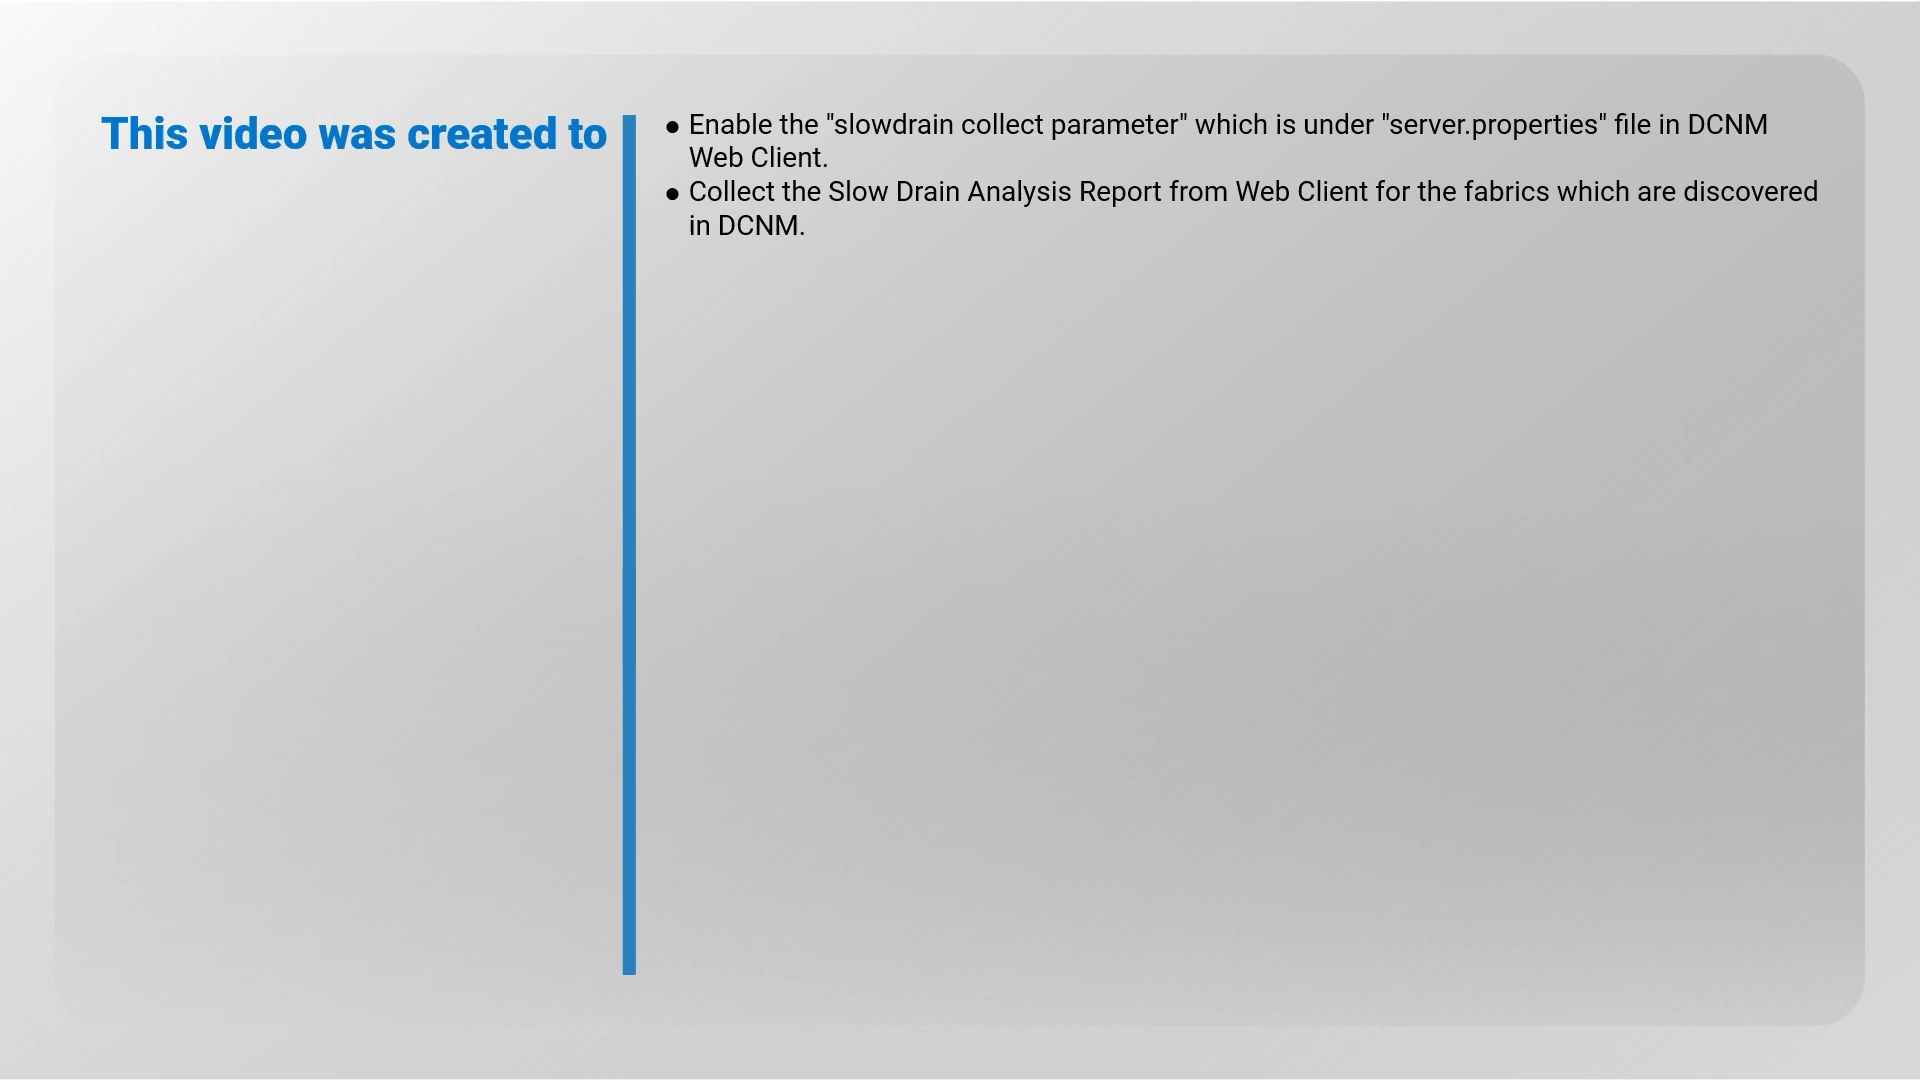 This video was created to
● Enable the "slowdrain collect parameter" which is under "server.properties" file in DCNM
Web Client.
● Collect the Slow Drain Analysis Report from Web Client for the fabrics which are discovered
in DCNM.